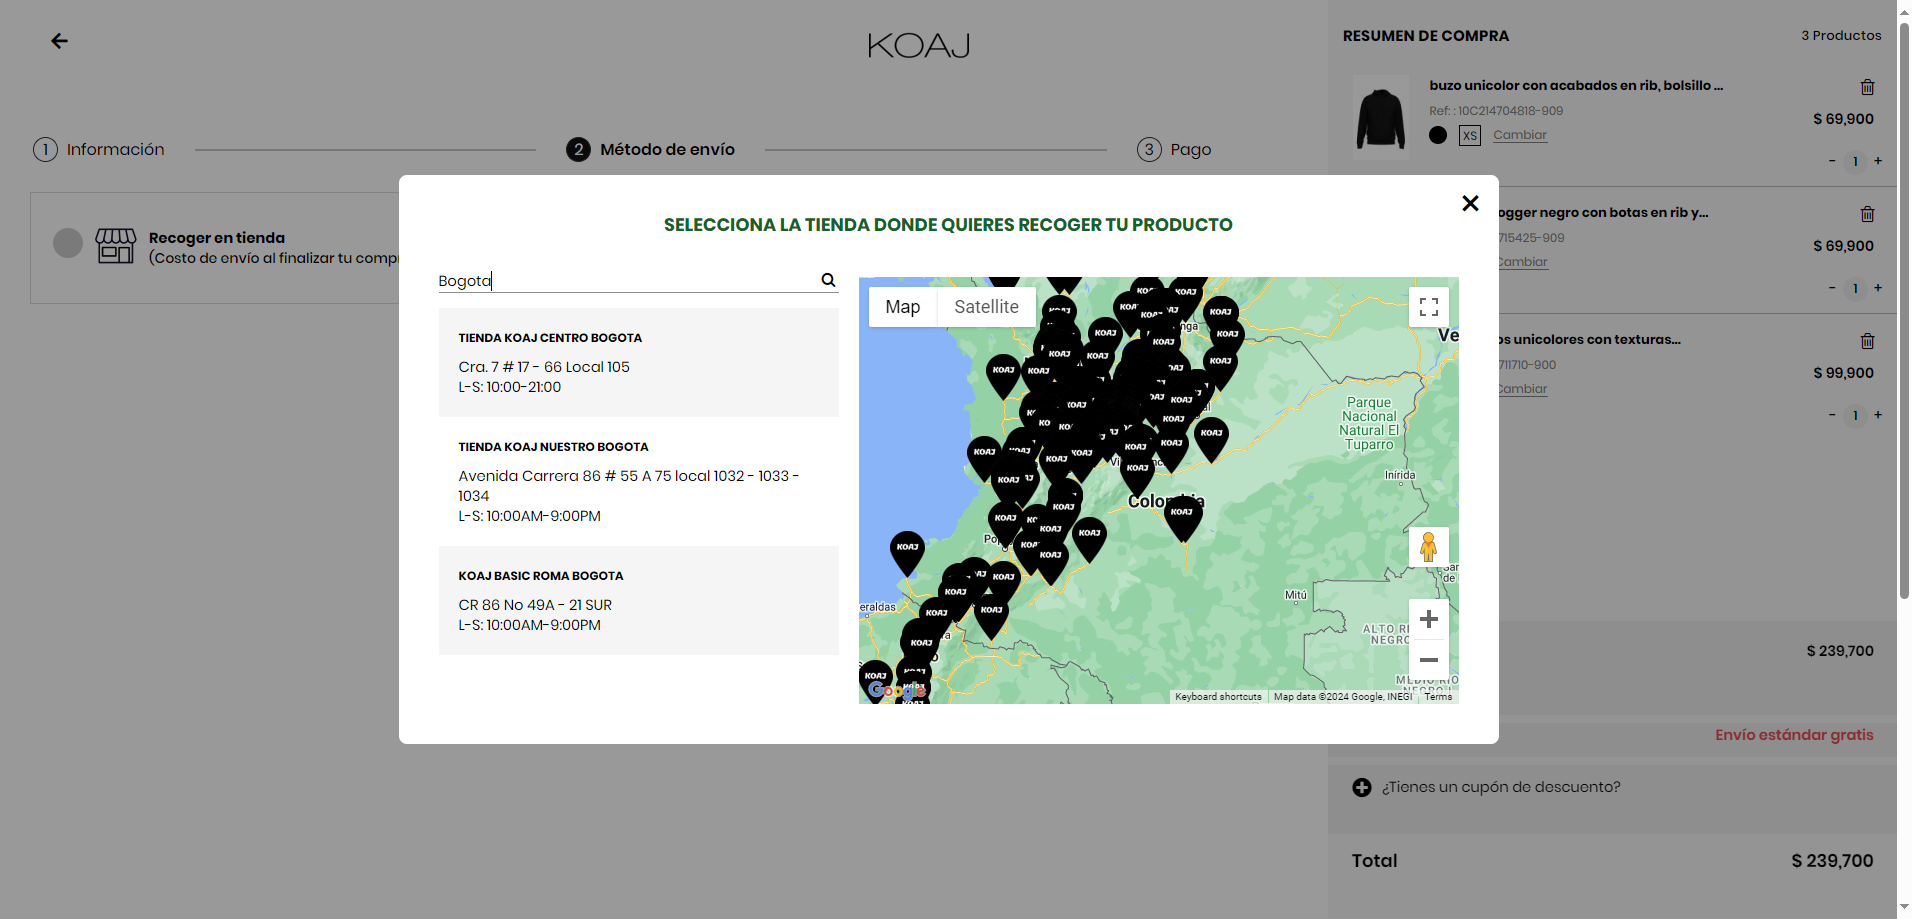 KOAJ
1 Información
2 Método de envío
3 Pago
Recoger en tienda
(Costo de envío al finalizar tu
SELECCIONA LA TIENDA DONDE QUIERES RECOGER TU PRODUCTO
Bogota
TIENDA KOAJ CENTRO BOGOTA
Cra. 7 # 17 - 66 Local 105
L-S: 10:00-21:00
TIENDA KOAJ NUESTRO BOGOTA
Avenida Carrera 86 # 55 A 75 local 1032 - 1033 -
1034
L-S: 10:00AM-9:00PM
KOAJ BASIC ROMA BOGOTA
CR 86 No 49A - 21 SUR
L-S: 10:00AM-9:00PM
Map
Satellite
KOAJ
Parque
Nacional
Natural El
Tuparro
Inírida
Colombia
Mitú
Google
Keyboard shortcuts
Map data ©2024 Google, INEGI
Terms
RESUMEN DE COMPRA
3 Productos
buzo unicolor con acabados en rib, bolsillo ...
Ref: : 10C214704818-909
$ 69,900
XS
Cambiar
- 1 +
ogger negro con botas en rib y...
715425-909
$ 69,900
Cambiar
- 1 +
os unicolores con texturas...
711710-900
$ 99,900
Cambiar
- 1 +
$ 239,700
Envío estándar gratis
¿Tienes un cupón de descuento?
Total
$ 239,700